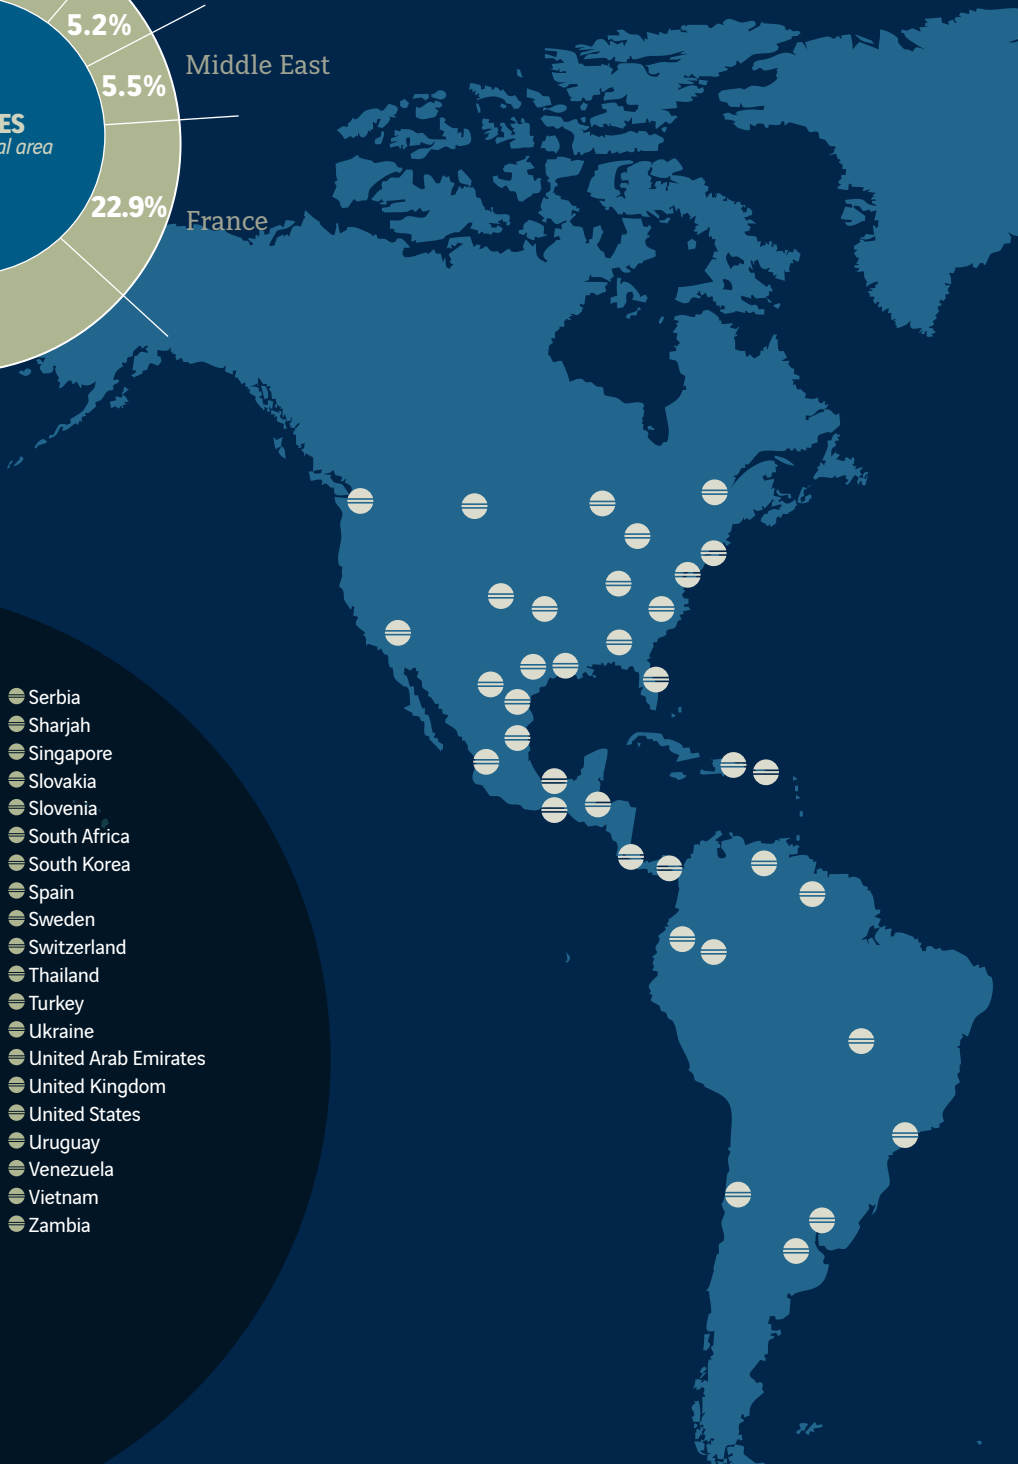 5.2%
Middle East
5.5%
ES
al area
22.9%
France
Serbia
Sharjah
Singapore
Slovakia
Slovenia
South Africa
South Korea
Spain
Sweden
Switzerland
Thailand
Turkey
Ukraine
United Arab Emirates
United Kingdom
United States
Uruguay
Venezuela
Vietnam
Zambia